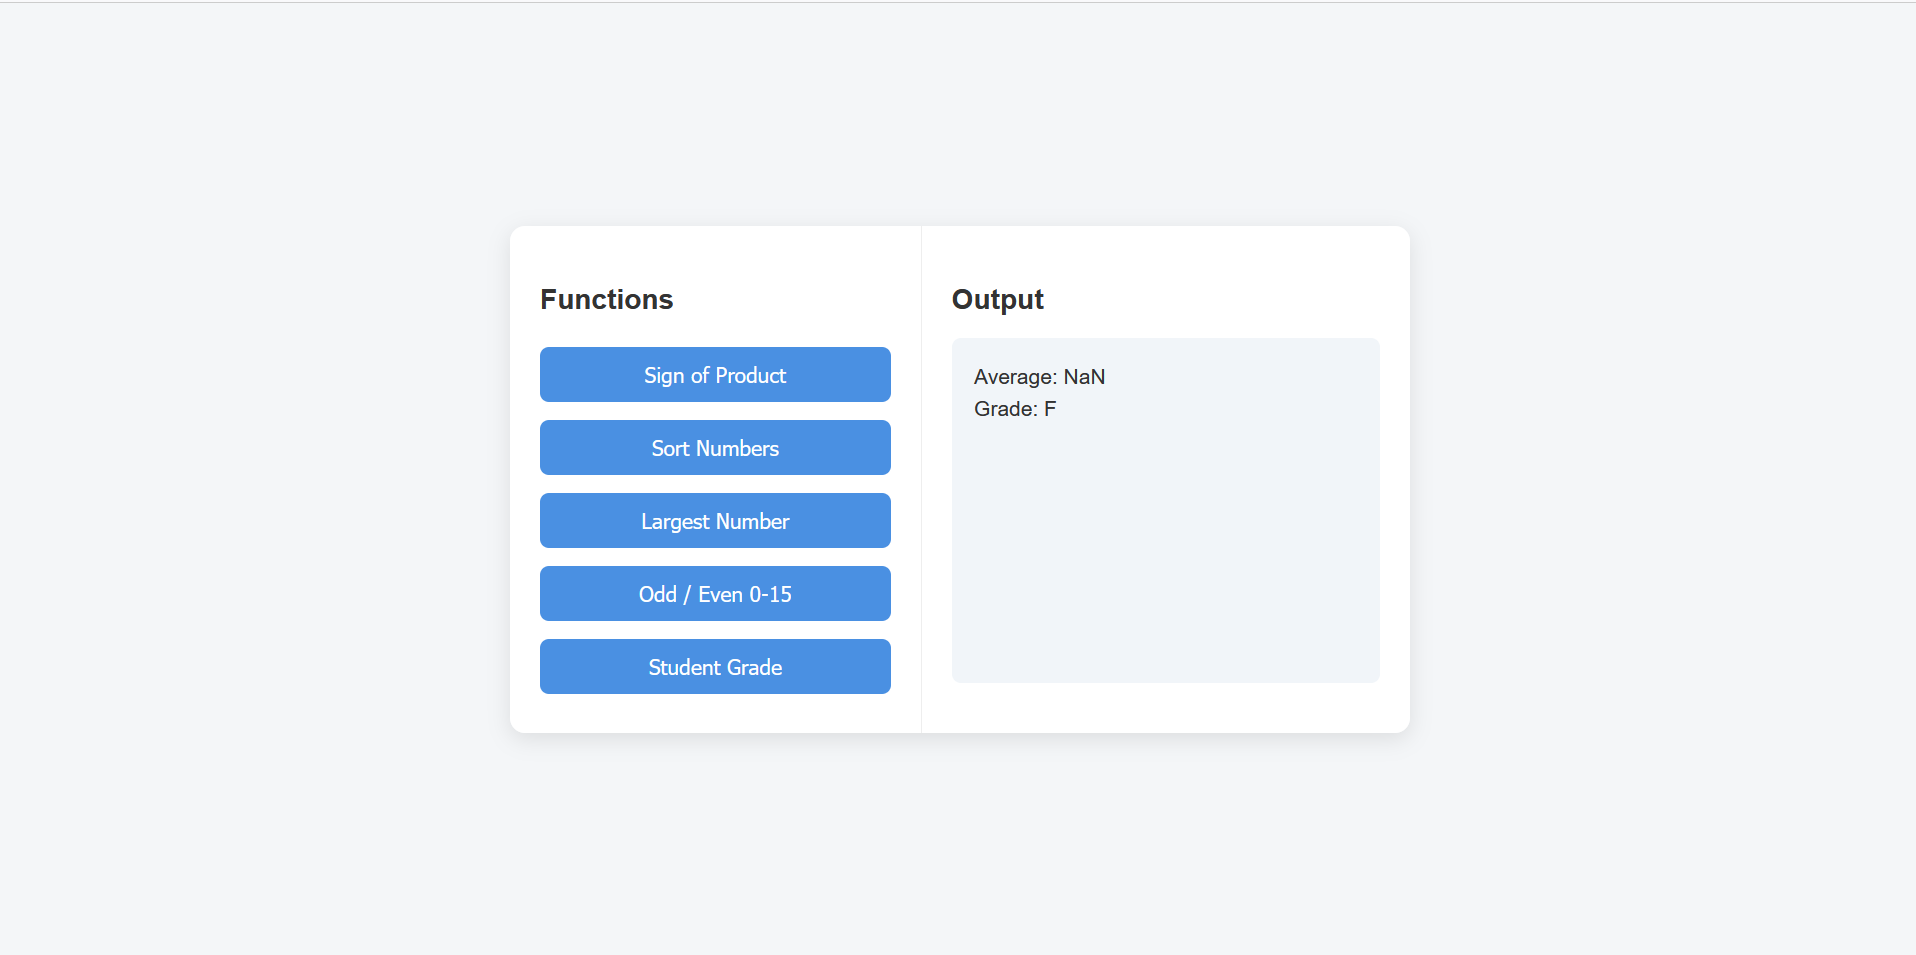 Functions
Sign of Product
Sort Numbers
Largest Number
Odd / Even 0-15
Student Grade
Output
Average: NaN
Grade: F